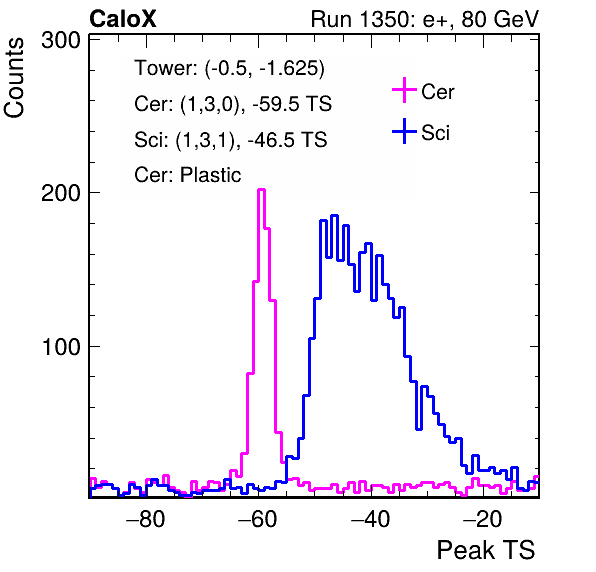 CaloX Run 1350: e+, 80 GeV
Counts
300
Tower: (-0.5, -1.625)
Cer: (1,3,0), -59.5 TS
Sci: (1,3,1), -46.5 TS
Cer: Plastic
Cer
Sci
200
100
−80 −60 −40 −20
Peak TS